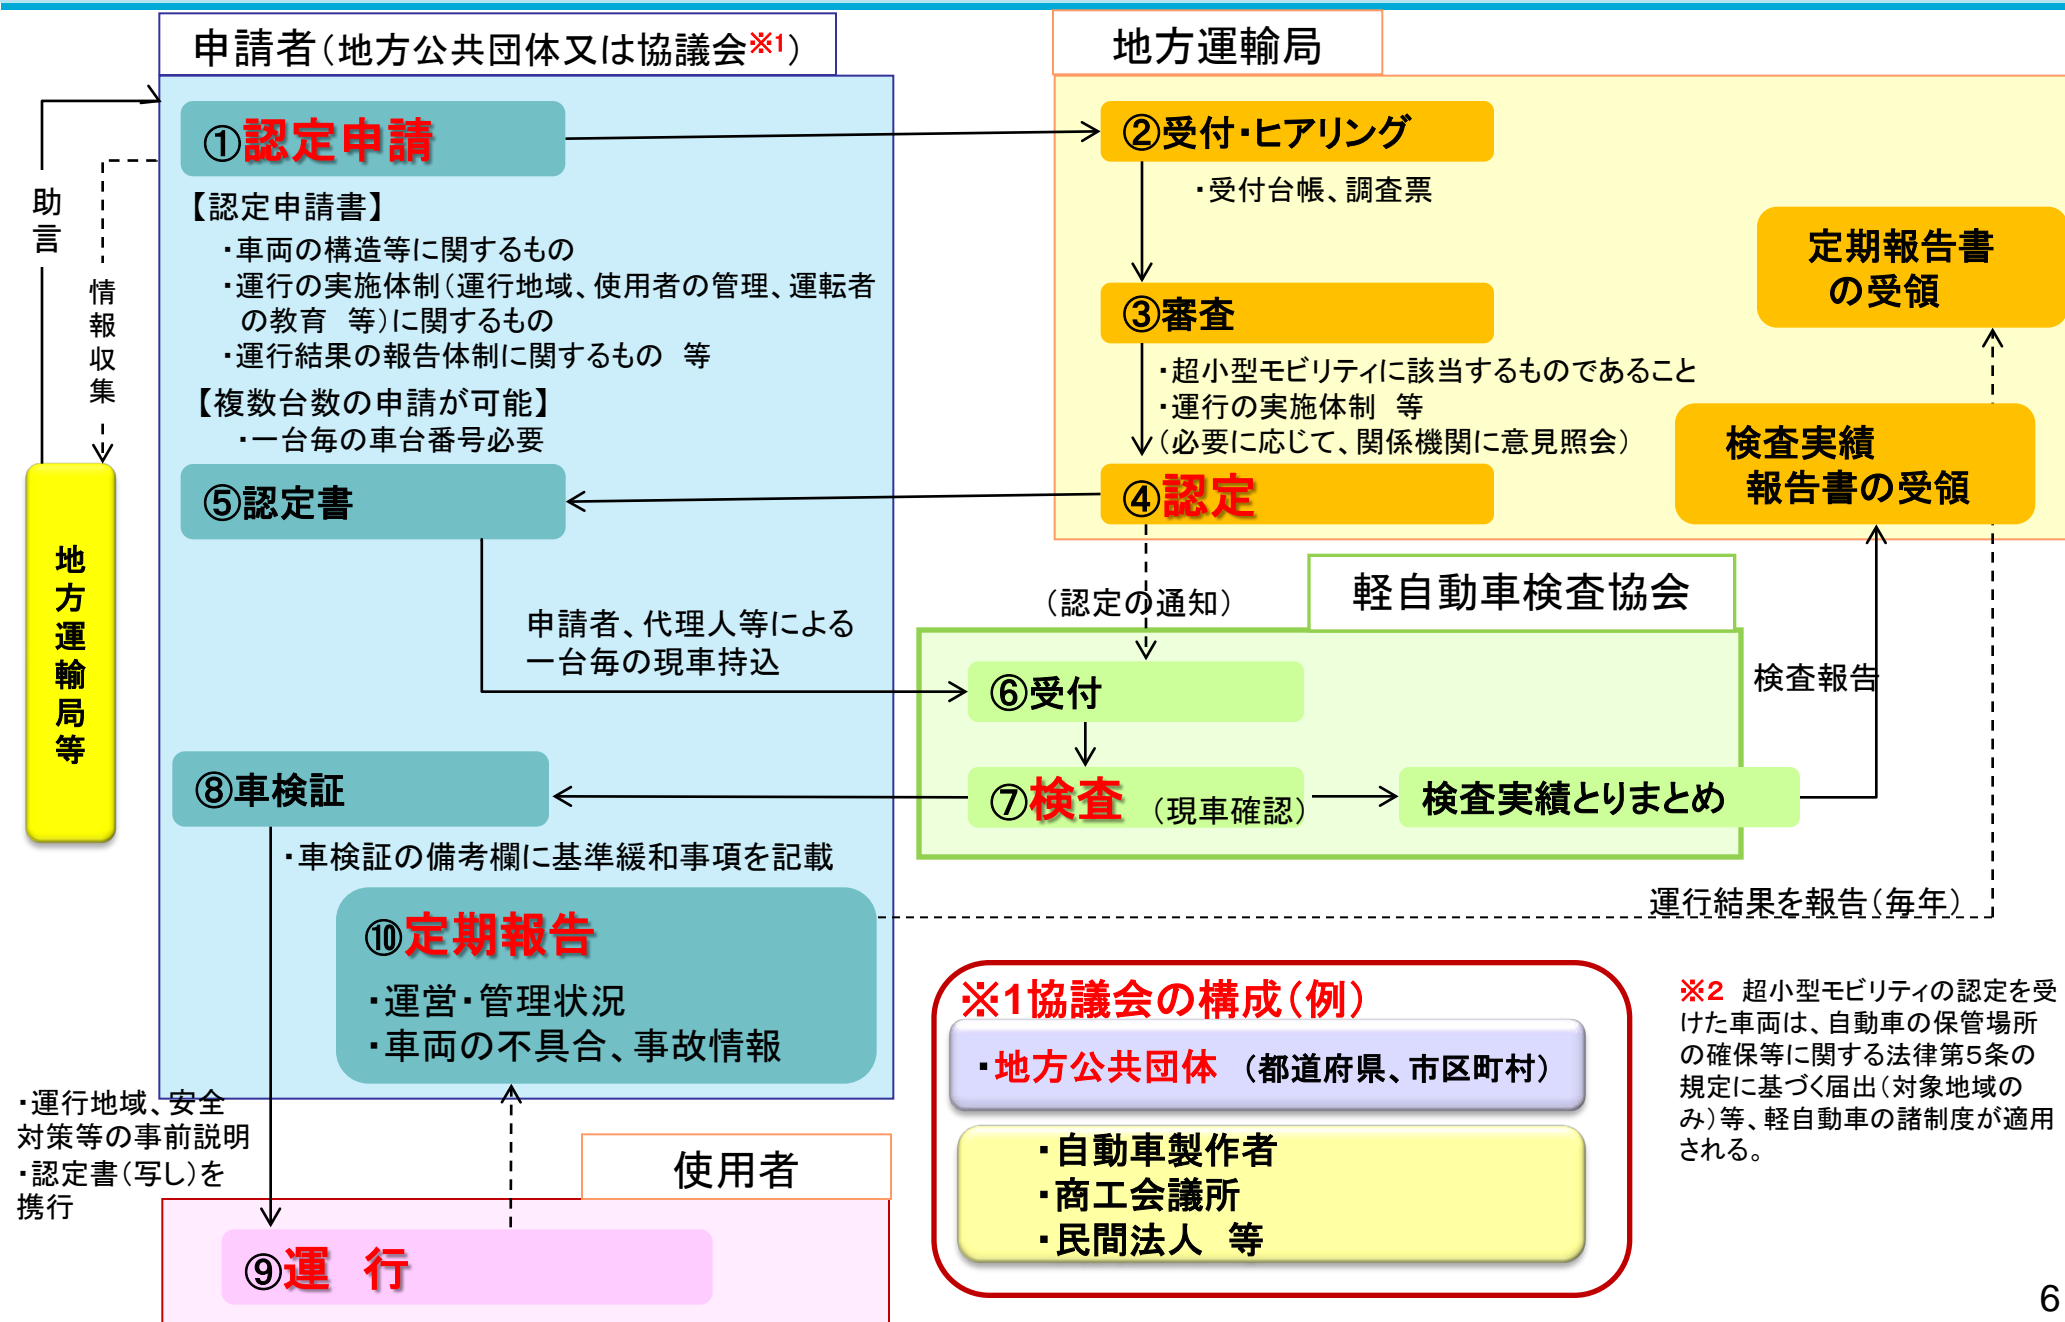 申請者（地方公共団体又は協議会※1）
①認定申請
【認定申請書】
・車両の構造等に関するもの
・運行の実施体制（運行地域、使用者の管理、運転者
の教育　等）に関するもの
・運行結果の報告体制に関するもの　等
【複数台数の申請が可能】
・一台毎の車台番号必要
⑤認定書
申請者、代理人等による
一台毎の現車持込
⑧車検証
・車検証の備考欄に基準緩和事項を記載
⑩定期報告
・運営・管理状況
・車両の不具合、事故情報
助言
情報収集
地方運輸局等
地方運輸局
②受付・ヒアリング
・受付台帳、調査票
③審査
・超小型モビリティに該当するものであること
・運行の実施体制　等
（必要に応じて、関係機関に意見照会）
④認定
定期報告書
の受領
検査実績
報告書の受領
（認定の通知）
軽自動車検査協会
⑥受付
⑦検査（現車確認）
検査実績とりまとめ
検査報告
運行結果を報告（毎年）
・運行地域、安全
対策等の事前説明
・認定書（写し）を
携行
使用者
⑨運　行
※1協議会の構成（例）
・地方公共団体　（都道府県、市区町村）
・自動車製作者
・商工会議所
・民間法人　等
※2　超小型モビリティの認定を受
けた車両は、自動車の保管場所
の確保等に関する法律第5条の
規定に基づく届出（対象地域の
み）等、軽自動車の諸制度が適用
される。
6